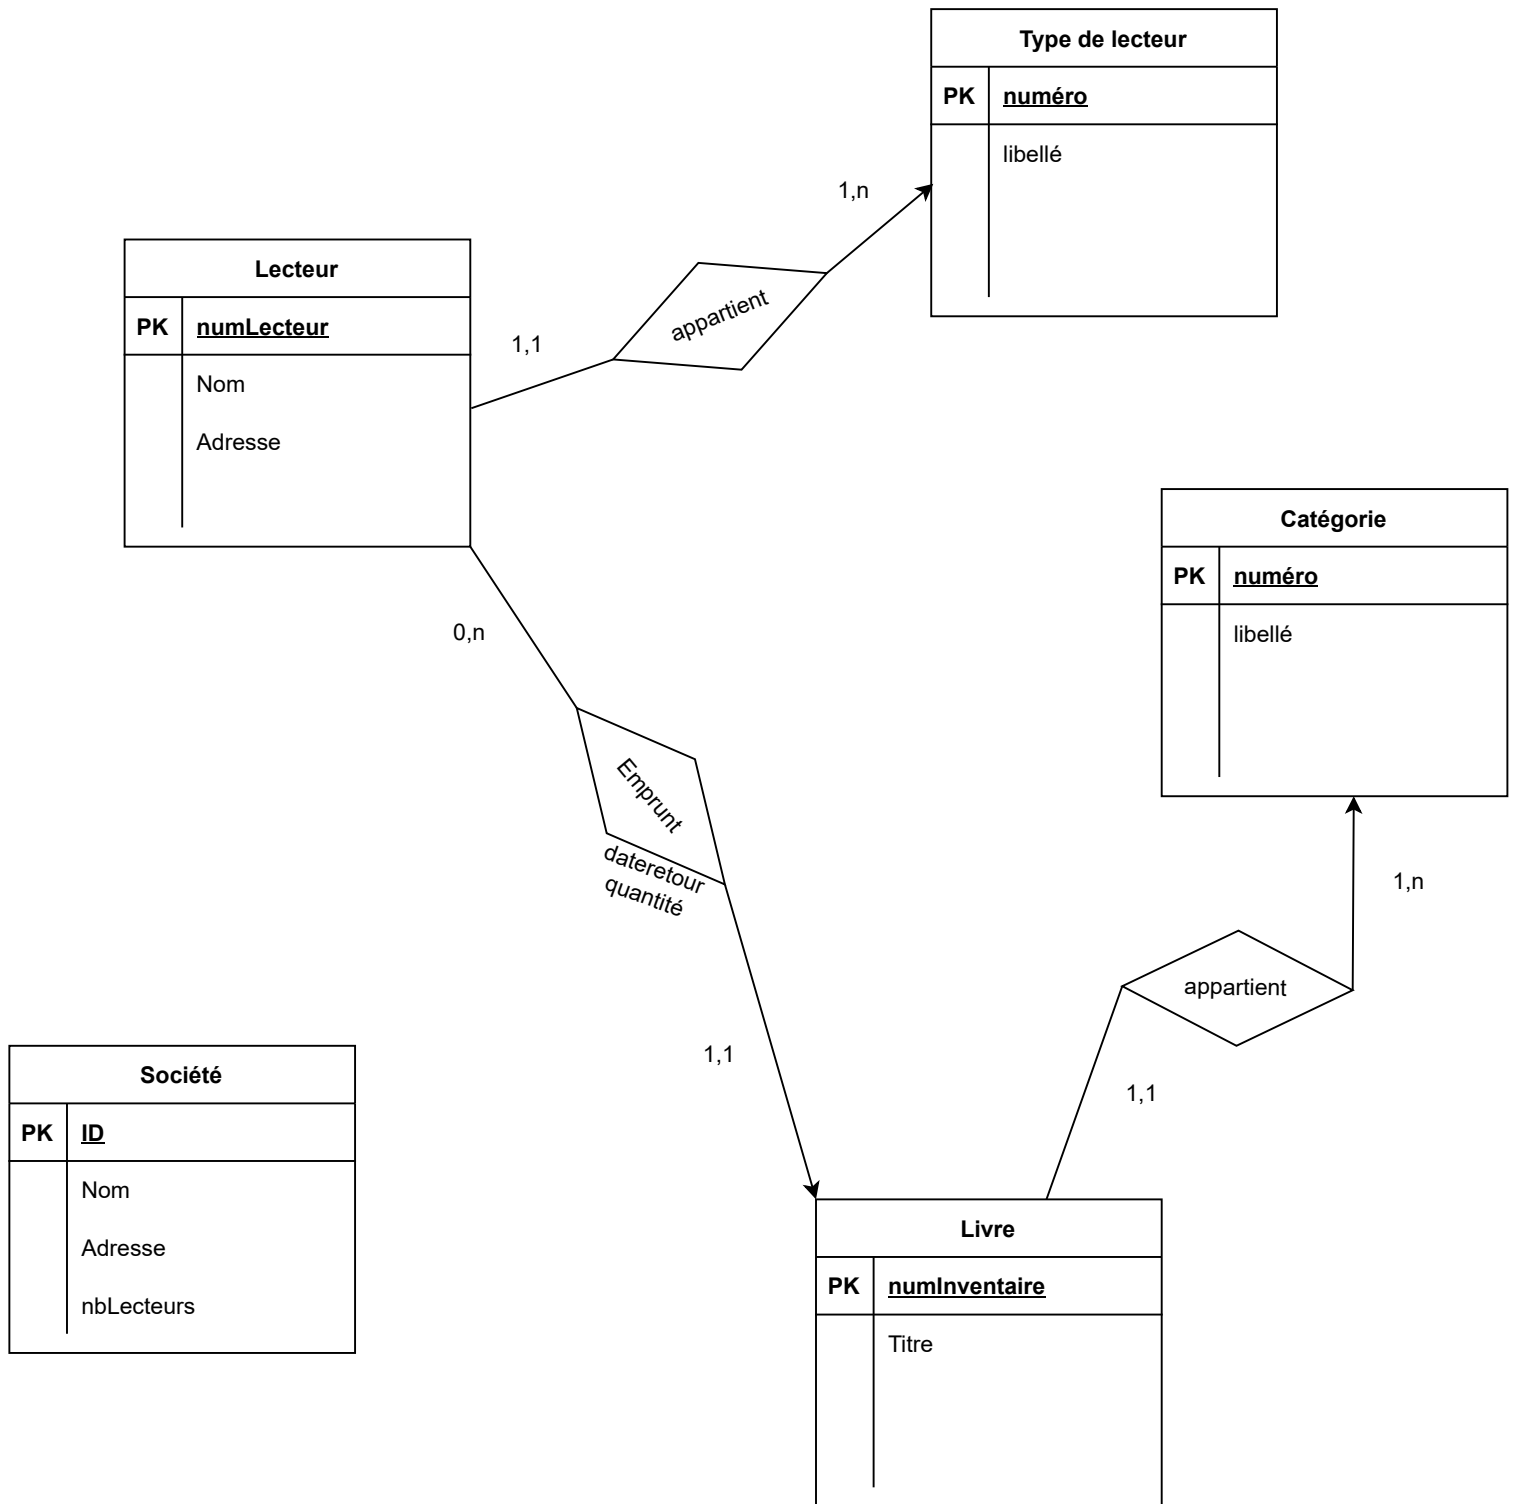 Type de lecteur
PK numéro
libellé
1,n
Lecteur
PK numLecteur
Nom
Adresse
1,1
appartient
Catégorie
PK numéro
libellé
0,n
Emprunt
dateretour
quantité
1,n
appartient
1,1
1,1
Société
PK ID
Nom
Adresse
nbLecteurs
Livre
PK numInventaire
Titre